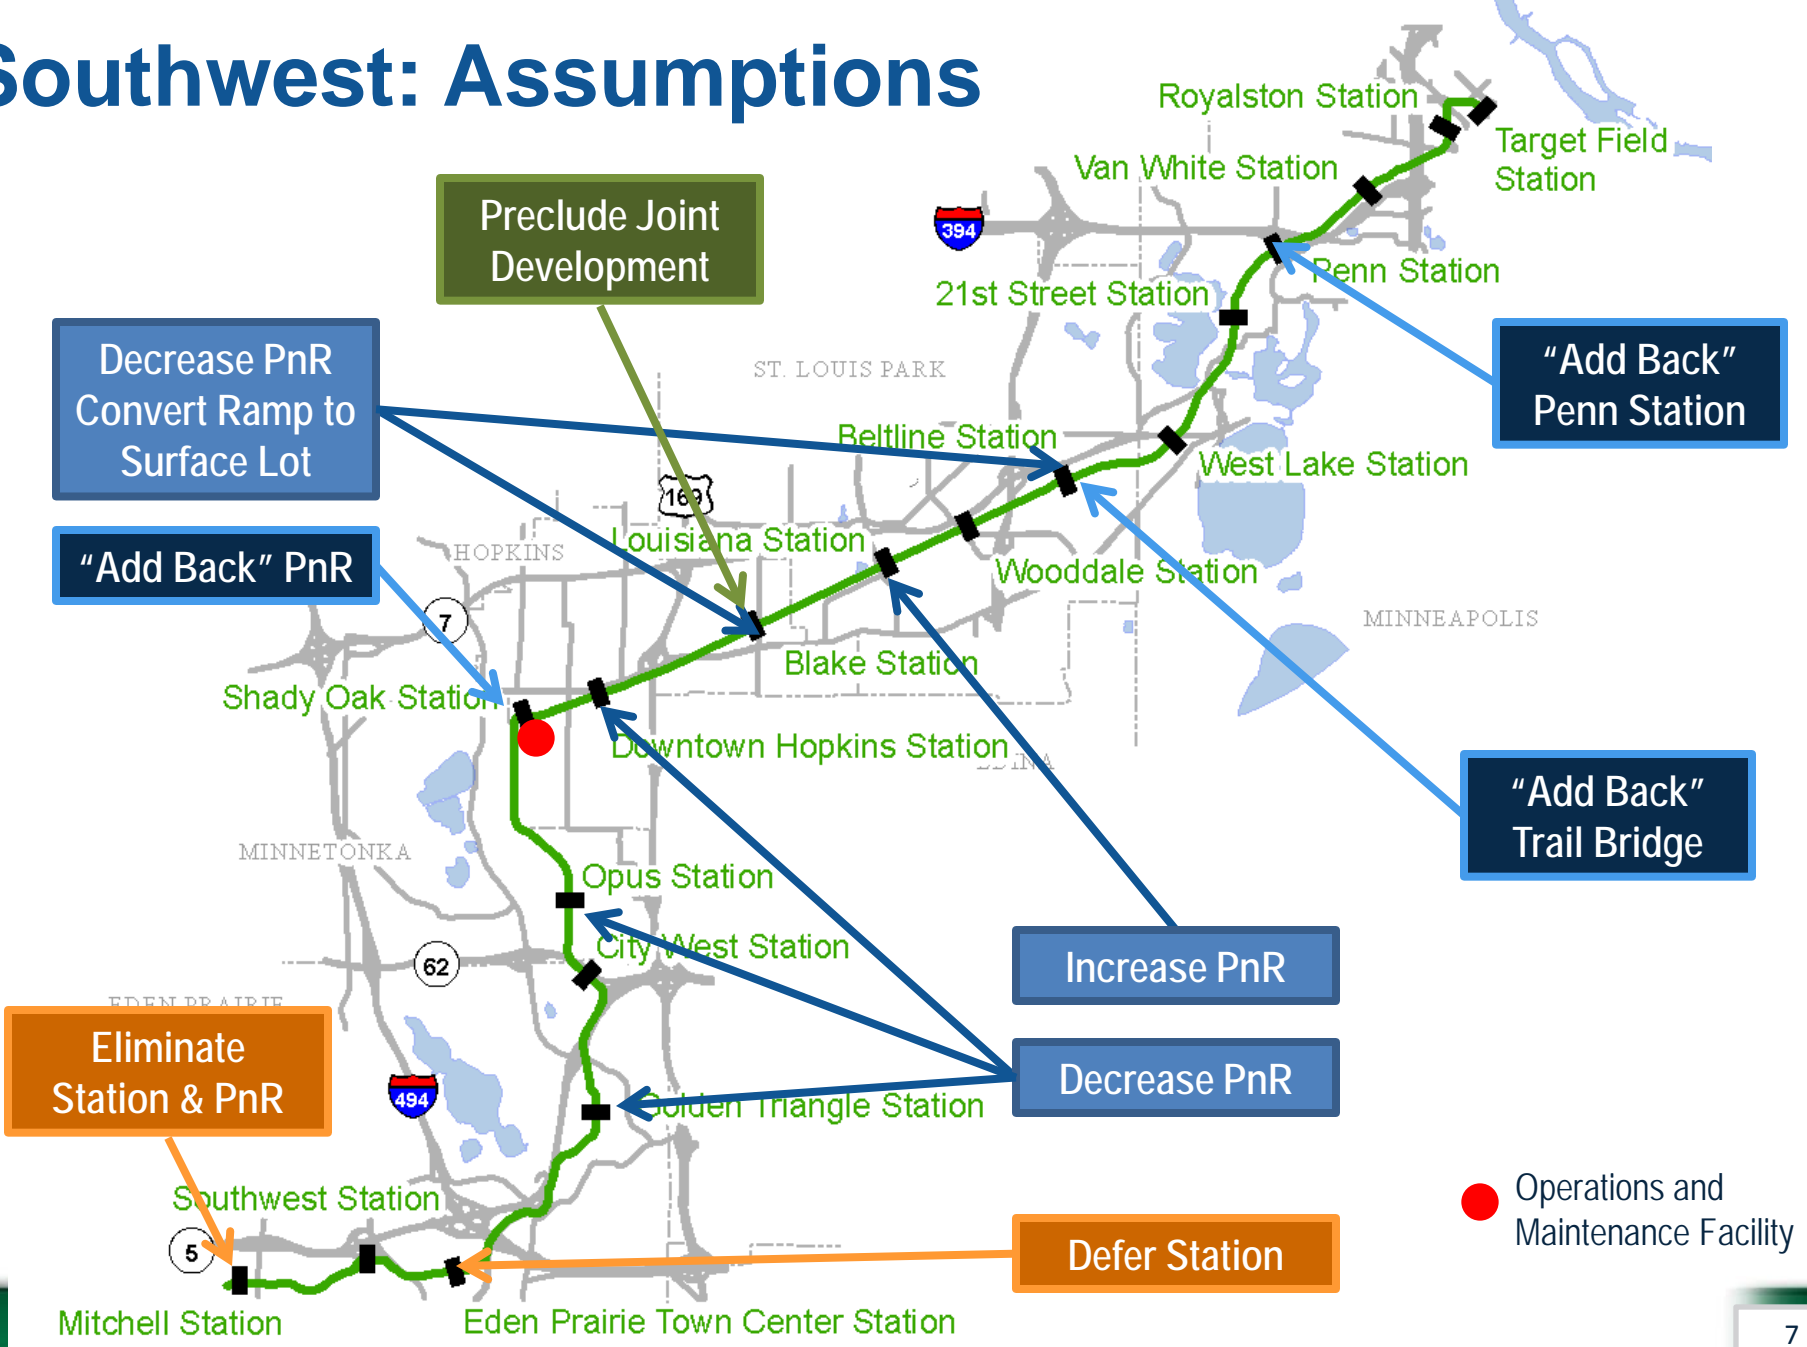 Southwest: Assumptions
Royalston Station
Target Field
Station
Van White Station
Preclude Joint
Development
394
Penn Station
21st Street Station
Decrease PnR
Convert Ramp to
Surface Lot
“Add Back”
Penn Station
ST. LOUIS PARK
Beltline Station
West Lake Station
169
Louisiana Station
HOPKINS
“Add Back” PnR
Wooddale Station
7
MINNEAPOLIS
Blake Station
Shady Oak Station
Downtown Hopkins Station
EDINA
“Add Back”
Trail Bridge
MINNETONKA
Opus Station
City West Station
62
Increase PnR
EDEN PRAIRIE
Eliminate
Station & PnR
Decrease PnR
494
Golden Triangle Station
Southwest Station
Operations and
Maintenance Facility
5
Defer Station
Mitchell Station
Eden Prairie Town Center Station
7